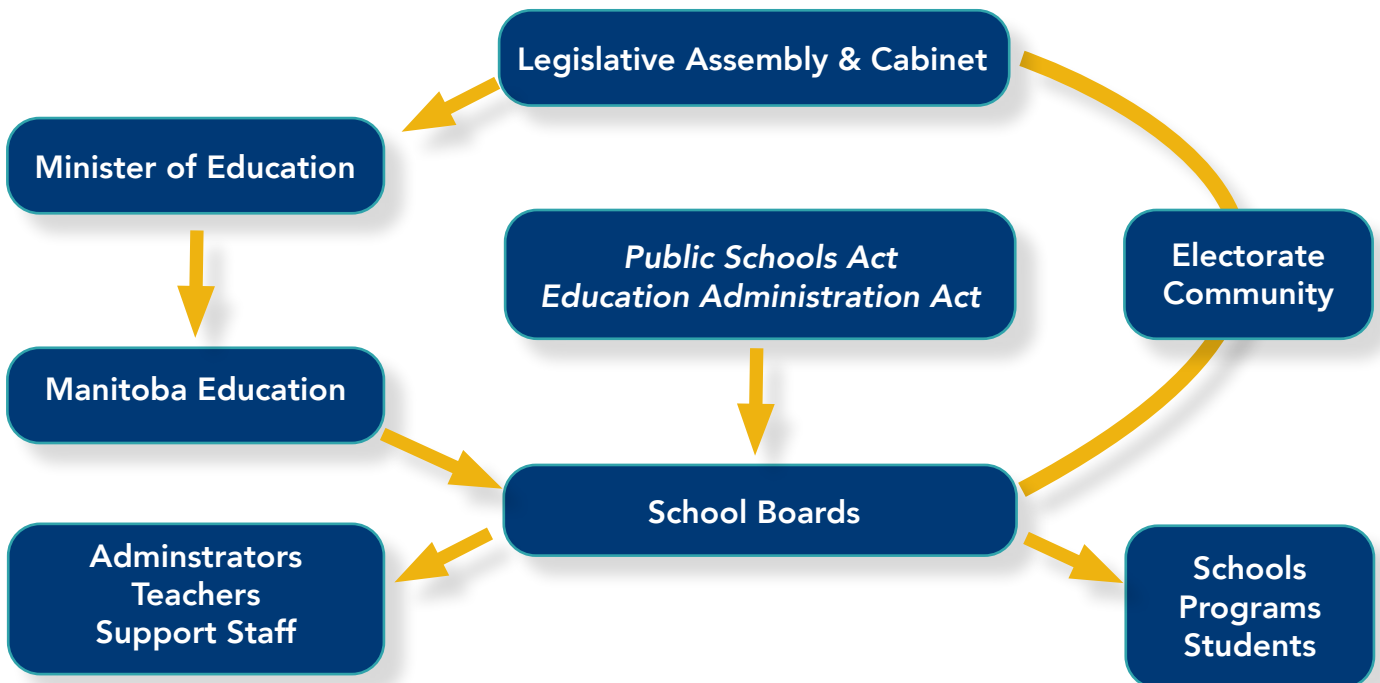 Legislative Assembly & Cabinet
Minister of Education
Public Schools Act
Education Administration Act
Electorate
Community
Manitoba Education
School Boards
Adminstrators
Teachers
Support Staff
Schools
Programs
Students